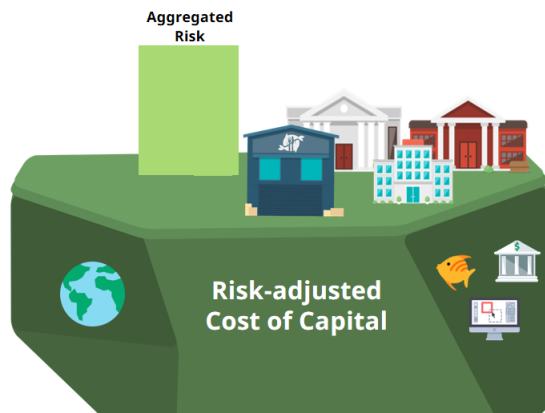 Aggregated
Risk
Risk-adjusted
Cost of Capital
$